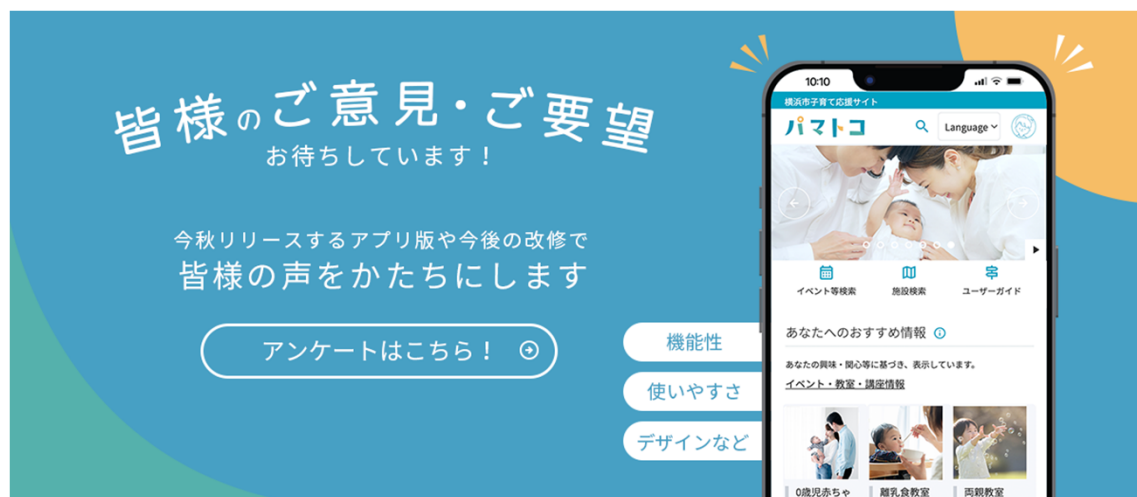 皆様のご意見・ご要望
お待ちしています！
今秋リリースするアプリ版や今後の改修で
皆様の声をかたちにします
アンケートはこちら！
機能性
使いやすさ
デザインなど
10:10
横浜市子育て応援サイト
パマトコ
Language
イベント等検索
施設検索
ユーザーガイド
あなたへのおすすめ情報
あなたの興味・関心等に基づき、表示しています。
イベント・教室・講座情報
0歳児赤ちゃ
離乳食教室
両親教室